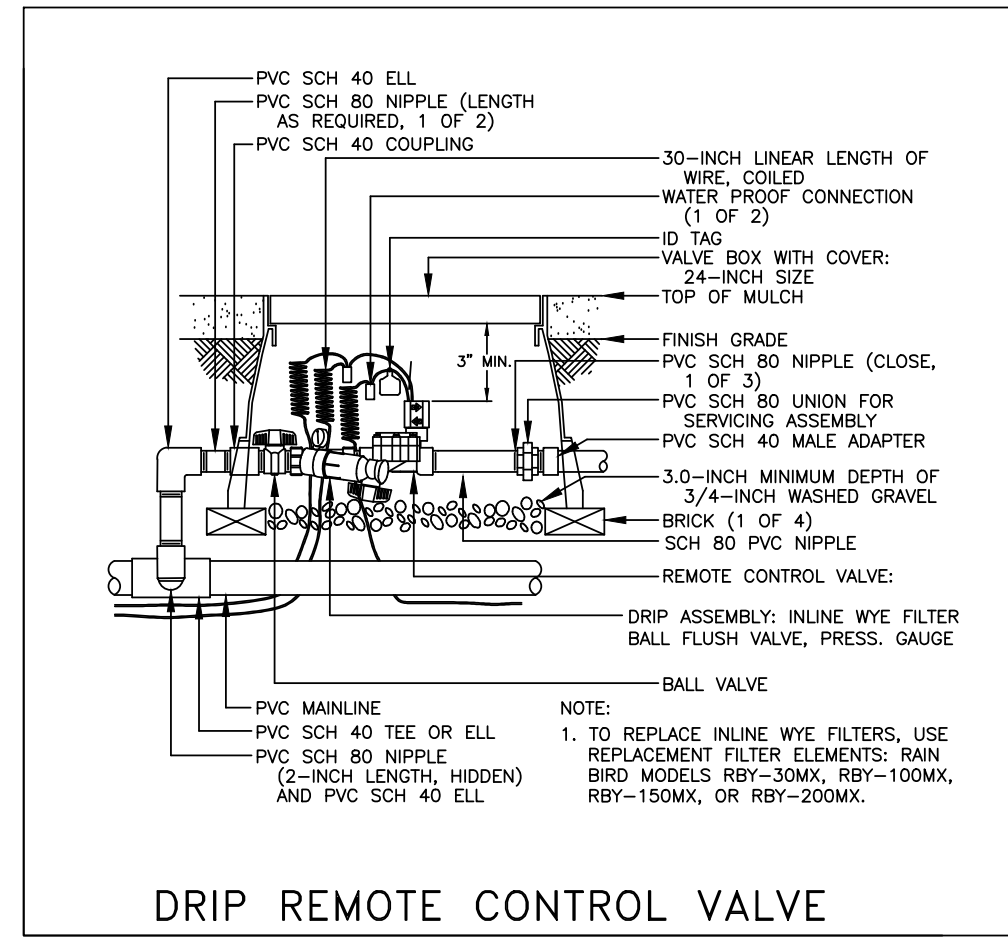 PVC SCH 40 ELL
PVC SCH 80 NIPPLE (LENGTH
AS REQUIRED, 1 OF 2)
PVC SCH 40 COUPLING
30-INCH LINEAR LENGTH OF
WIRE, COILED
WATER PROOF CONNECTION
(1 OF 2)
ID TAG
VALVE BOX WITH COVER:
24-INCH SIZE
TOP OF MULCH
FINISH GRADE
3" MIN.
PVC SCH 80 NIPPLE (CLOSE,
1 OF 3)
PVC SCH 80 UNION FOR
SERVICING ASSEMBLY
PVC SCH 40 MALE ADAPTER
3.0-INCH MINIMUM DEPTH OF
3/4-INCH WASHED GRAVEL
BRICK (1 OF 4)
SCH 80 PVC NIPPLE
REMOTE CONTROL VALVE:
DRIP ASSEMBLY: INLINE WYE FILTER
BALL FLUSH VALVE, PRESS. GAUGE
BALL VALVE
PVC MAINLINE
PVC SCH 40 TEE OR ELL
PVC SCH 80 NIPPLE
(2-INCH LENGTH, HIDDEN)
AND PVC SCH 40 ELL
NOTE:
1. TO REPLACE INLINE WYE FILTERS, USE
REPLACEMENT FILTER ELEMENTS: RAIN
BIRD MODELS RBY-30MX, RBY-100MX,
RBY-150MX, OR RBY-200MX.
DRIP REMOTE CONTROL VALVE